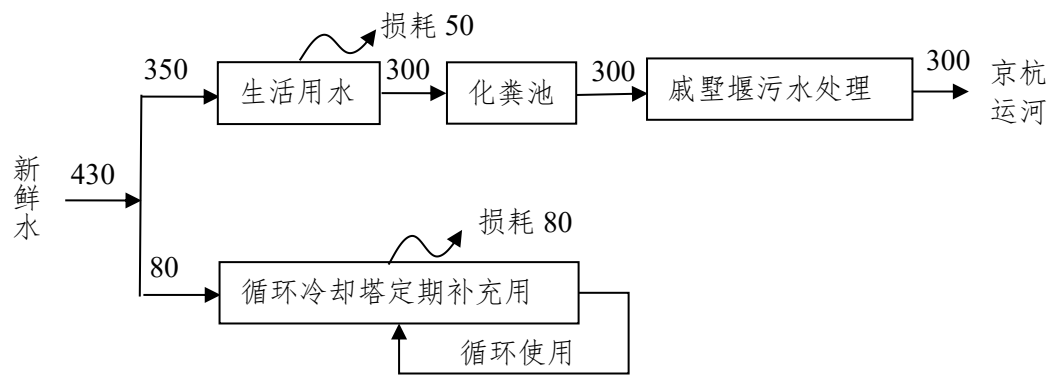 损耗 50
350
生活用水
300
化粪池
300
戚墅堰污水处理
300
京杭
运河
新
鲜
水
430
损耗 80
80
循环冷却塔定期补充用
循环使用